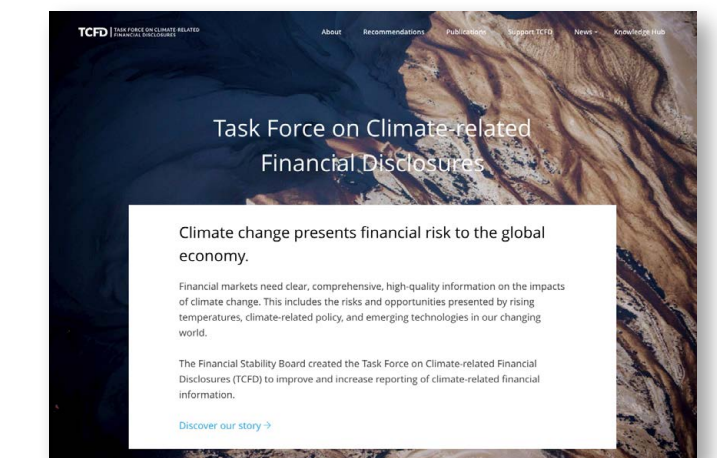 TCFD | TASK FORCE ON CLIMATE-RELATED
FINANCIAL DISCLOSURES
About Recommendations Publications Support TCFD News Knowledge Hub
Task Force on Climate-related
Financial Disclosures
Climate change presents financial risk to the global
economy.
Financial markets need clear, comprehensive, high-quality information on the impacts
of climate change. This includes the risks and opportunities presented by rising
temperatures, climate-related policy, and emerging technologies in our changing
world.
The Financial Stability Board created the Task Force on Climate-related Financial
Disclosures (TCFD) to improve and increase reporting of climate-related financial
information.
Discover our story →